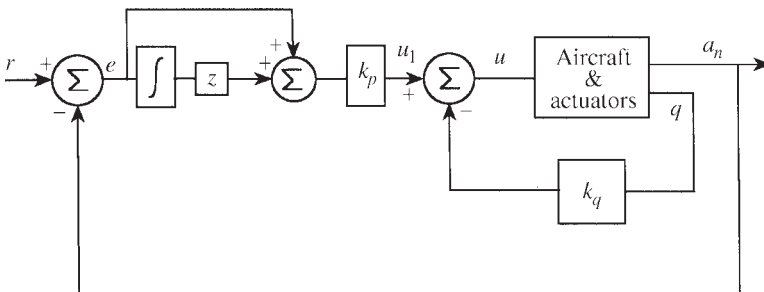 r
+
Σ
−
e
∫
z
+
+
Σ
k_p
u_1
+
Σ
−
u
Aircraft
&
actuators
a_n
q
k_q